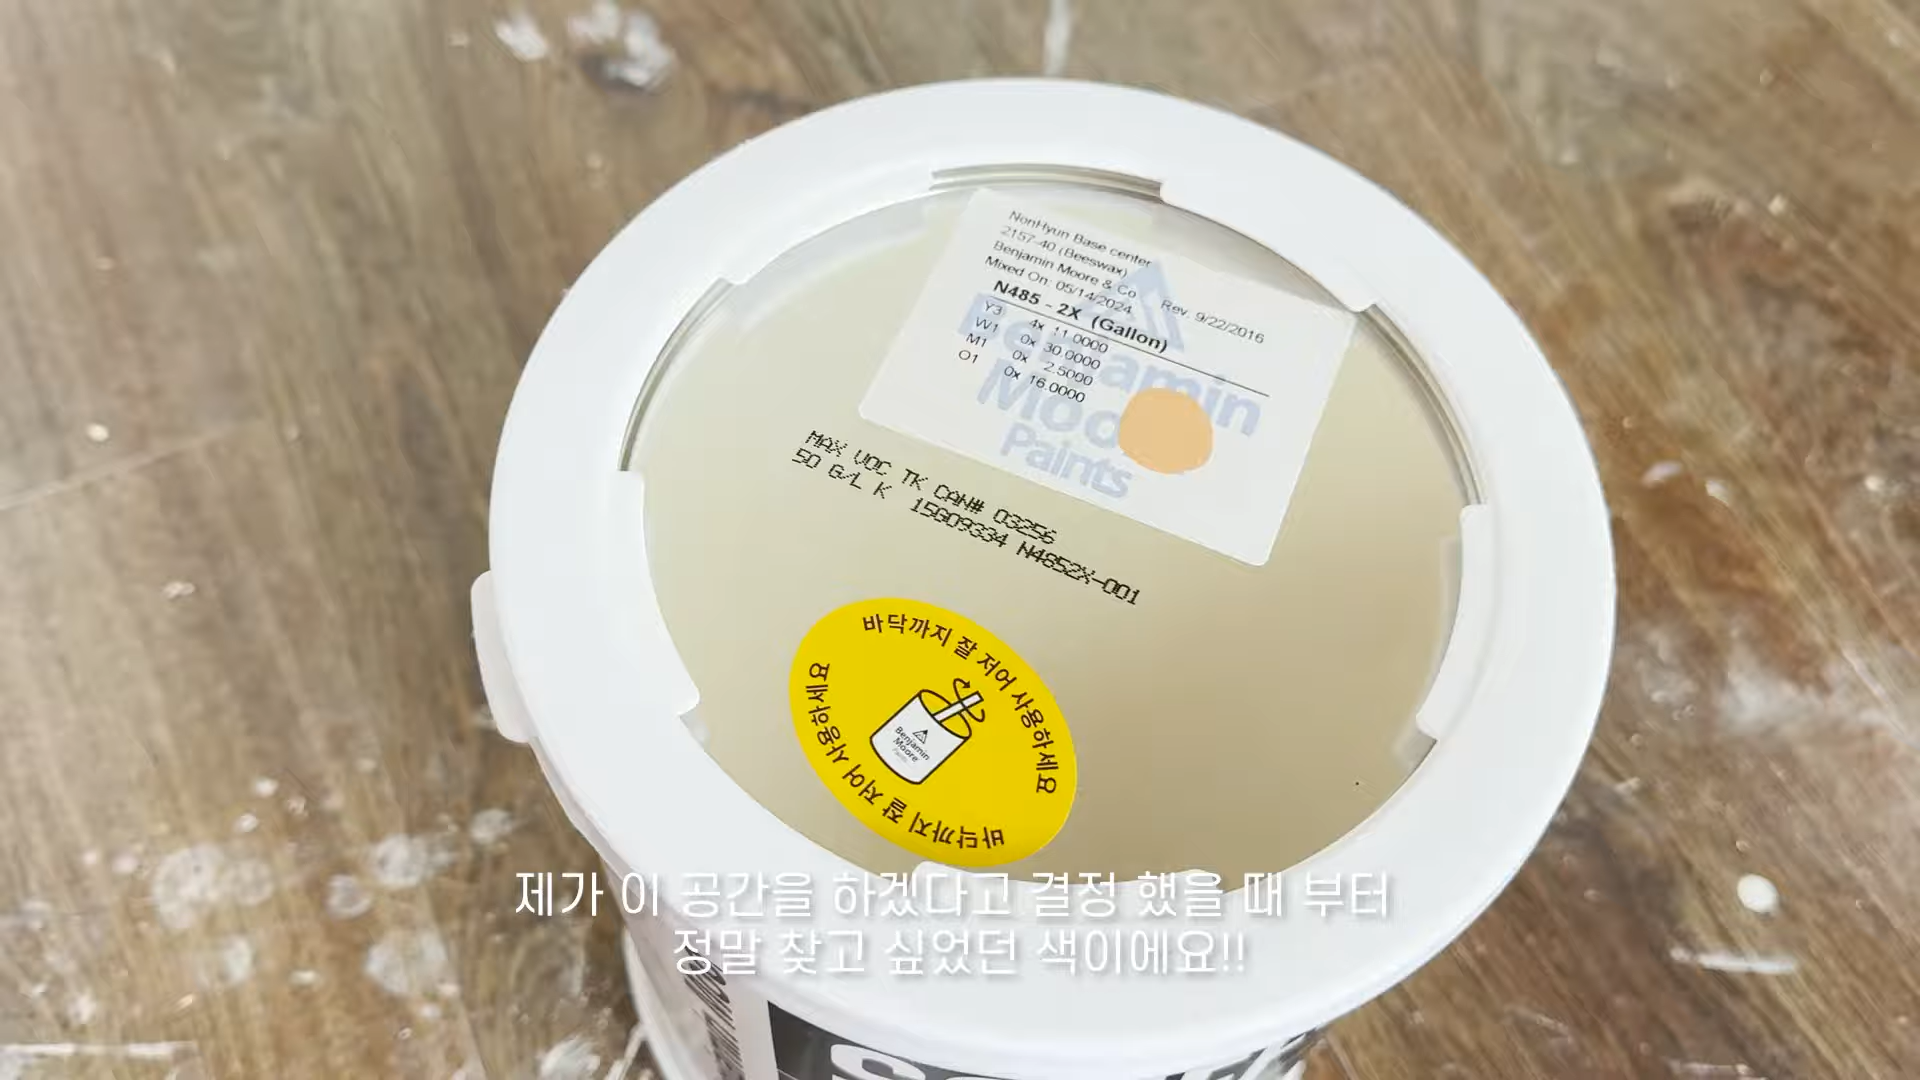 NonHyun Base center
2157-40 (Beeswax)
Benjamin Moore & Co
Mixed On: 05/14/2024 Rev. 9/22/2016
N485 - 2X (Gallon)
Y3 4x 11.0000
W1 0x 30.0000
M1 0x 2.5000
O1 0x 16.0000
Benjamin
Moo
Paints
MAX VOC TK CAN# 03256
50 G/L K 15G09334 N4852X-001
바닥까지 잘 저어 사용하세요
Benjamin
Moore
바닥까지 잘 저어 사용하세요
제가 이 공간을 하겠다고 결정 했을 때 부터
정말 찾고 싶었던 색이에요!!